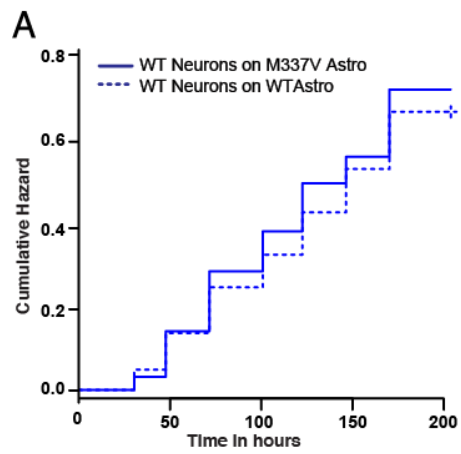 A
0.8
WT Neurons on M337V Astro
WT Neurons on WTAstro
0.6
0.4
0.2
0.0
Cumulative Hazard
0 50 100 150 200
Time in hours